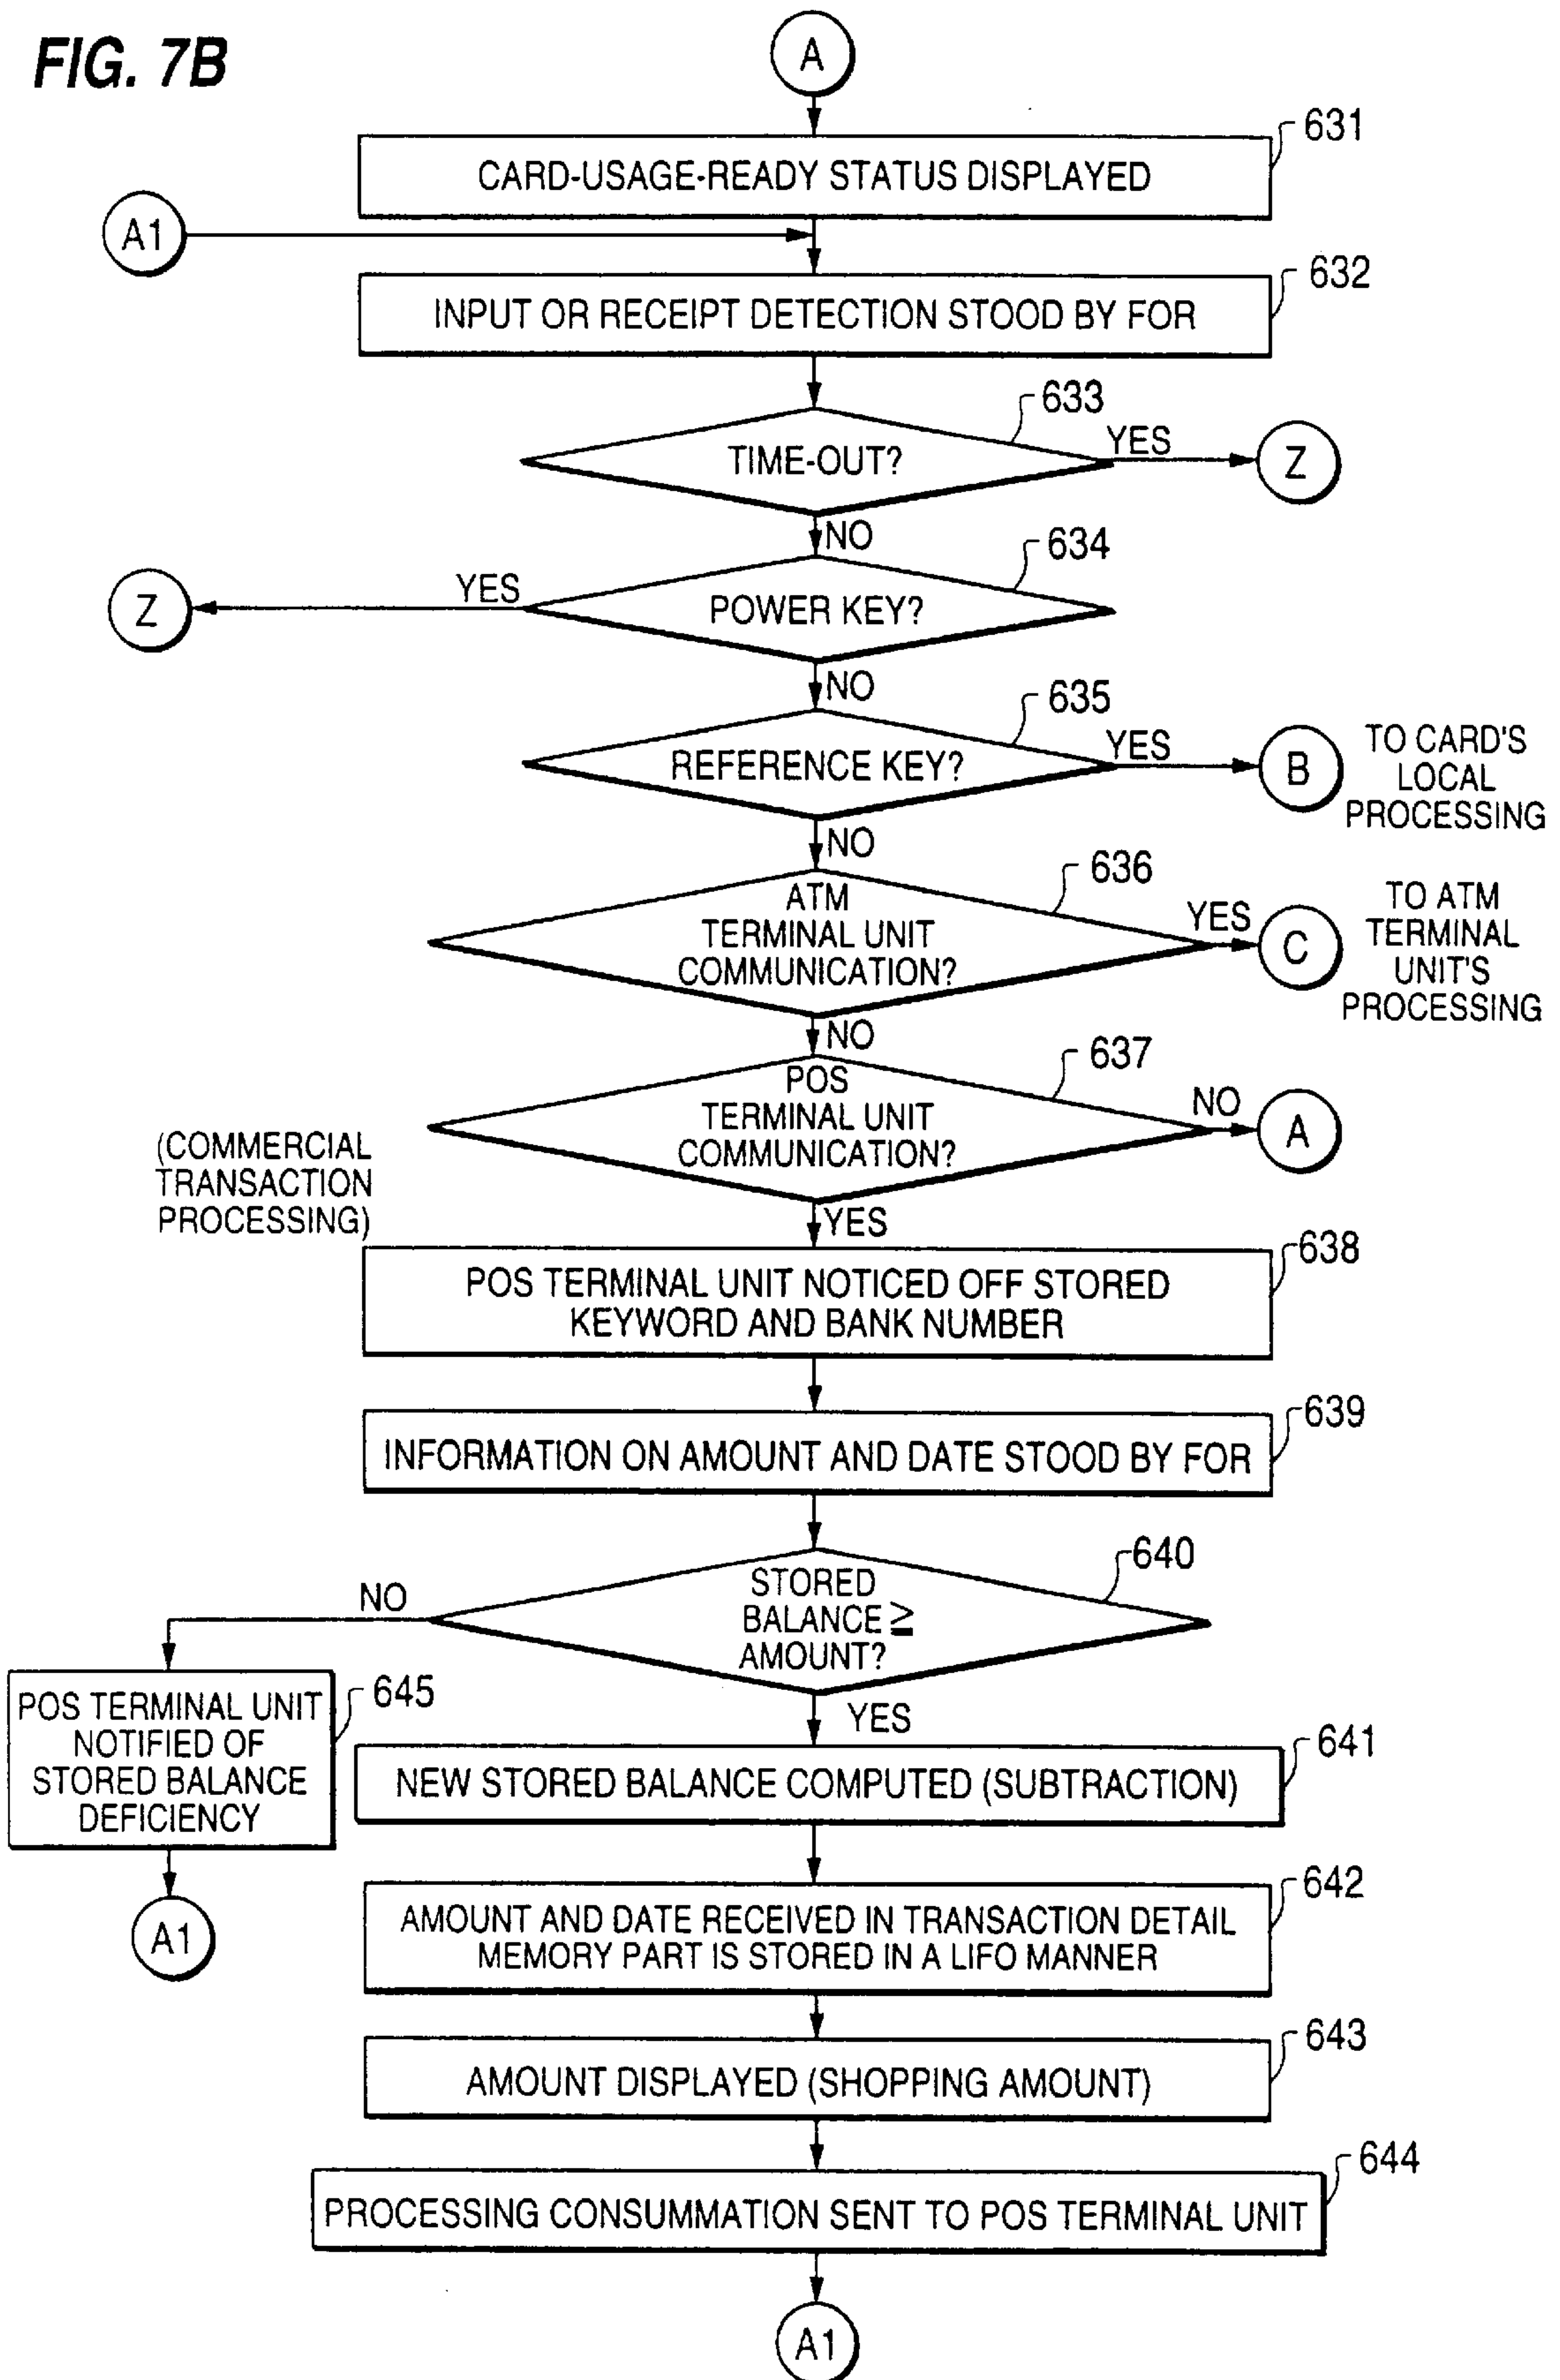 FIG. 7B
A
631
CARD-USAGE-READY STATUS DISPLAYED
A1
632
INPUT OR RECEIPT DETECTION STOOD BY FOR
633
TIME-OUT?
YES
Z
NO
634
POWER KEY?
YES
Z
NO
635
REFERENCE KEY?
YES
B
TO CARD'S
LOCAL
PROCESSING
NO
636
ATM
TERMINAL UNIT
COMMUNICATION?
YES
C
TO ATM
TERMINAL
UNIT'S
PROCESSING
NO
637
POS
TERMINAL UNIT
COMMUNICATION?
NO
A
(COMMERCIAL
TRANSACTION
PROCESSING)
YES
638
POS TERMINAL UNIT NOTICED OFF STORED
KEYWORD AND BANK NUMBER
639
INFORMATION ON AMOUNT AND DATE STOOD BY FOR
640
STORED
BALANCE ≧
AMOUNT?
NO
645
POS TERMINAL UNIT
NOTIFIED OF
STORED BALANCE
DEFICIENCY
A1
YES
641
NEW STORED BALANCE COMPUTED (SUBTRACTION)
642
AMOUNT AND DATE RECEIVED IN TRANSACTION DETAIL
MEMORY PART IS STORED IN A LIFO MANNER
643
AMOUNT DISPLAYED (SHOPPING AMOUNT)
644
PROCESSING CONSUMMATION SENT TO POS TERMINAL UNIT
A1